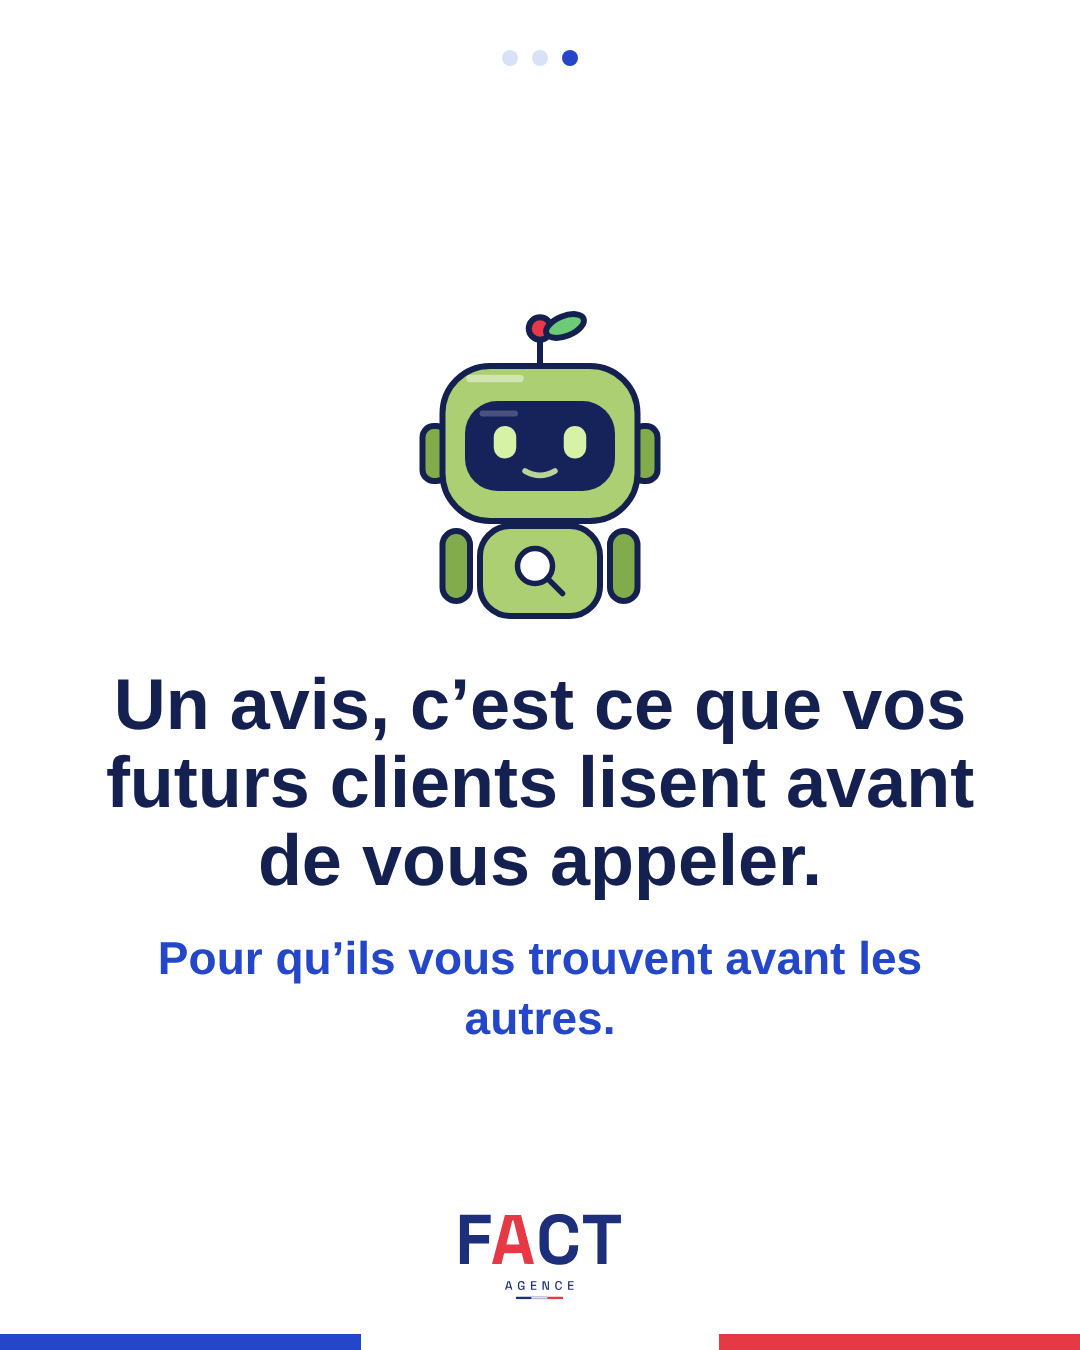 Un avis, c’est ce que vos
futurs clients lisent avant
de vous appeler.
Pour qu’ils vous trouvent avant les
autres.
FACT
AGENCE